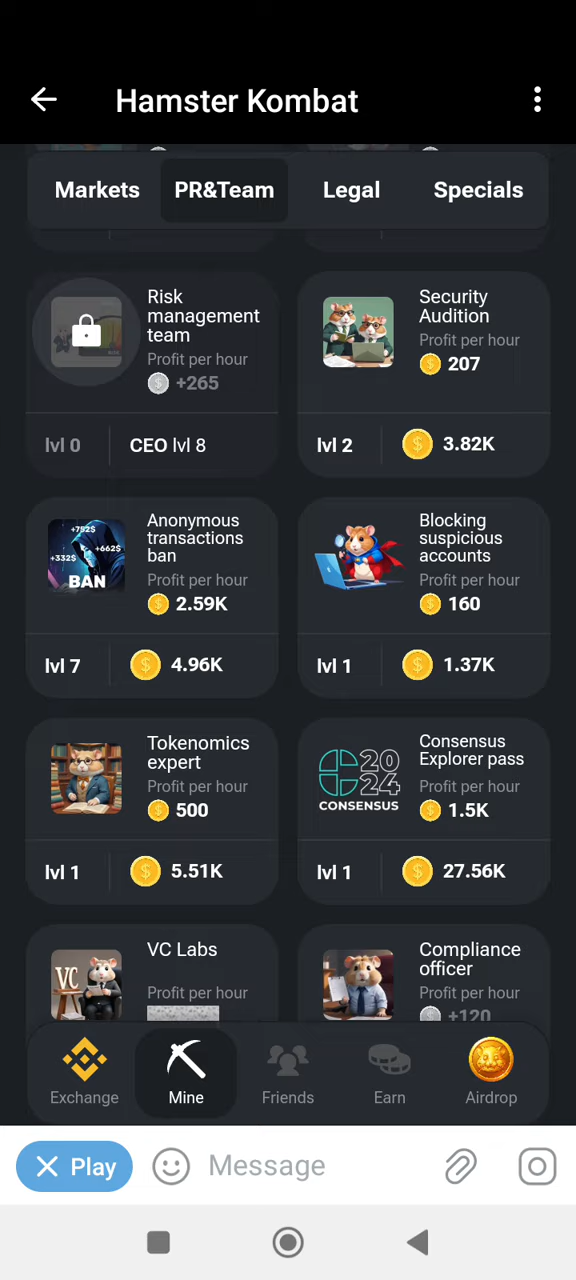 Hamster Kombat
Markets
PR&Team
Legal
Specials
Risk
management
team
Profit per hour
+265
lvl 0
CEO lvl 8
Security
Audition
Profit per hour
207
lvl 2
3.82K
+752$
+662$
+332$
BAN
Anonymous
transactions
ban
Profit per hour
2.59K
lvl 7
4.96K
Blocking
suspicious
accounts
Profit per hour
160
lvl 1
1.37K
Tokenomics
expert
Profit per hour
500
lvl 1
5.51K
2024
CONSENSUS
Consensus
Explorer pass
Profit per hour
1.5K
lvl 1
27.56K
VC
VC Labs
Profit per hour
Compliance
officer
Profit per hour
+120
Exchange
Mine
Friends
Earn
Airdrop
Play
Message